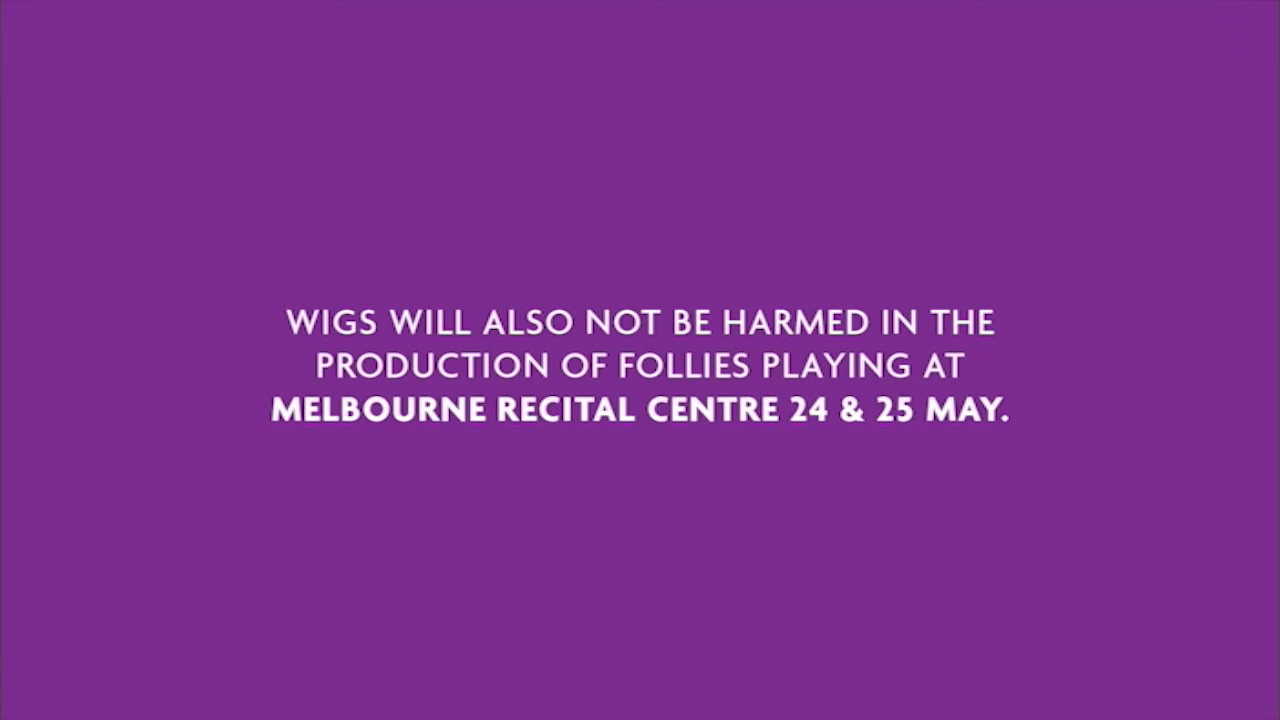 WIGS WILL ALSO NOT BE HARMED IN THE
PRODUCTION OF FOLLIES PLAYING AT
MELBOURNE RECITAL CENTRE 24 & 25 MAY.